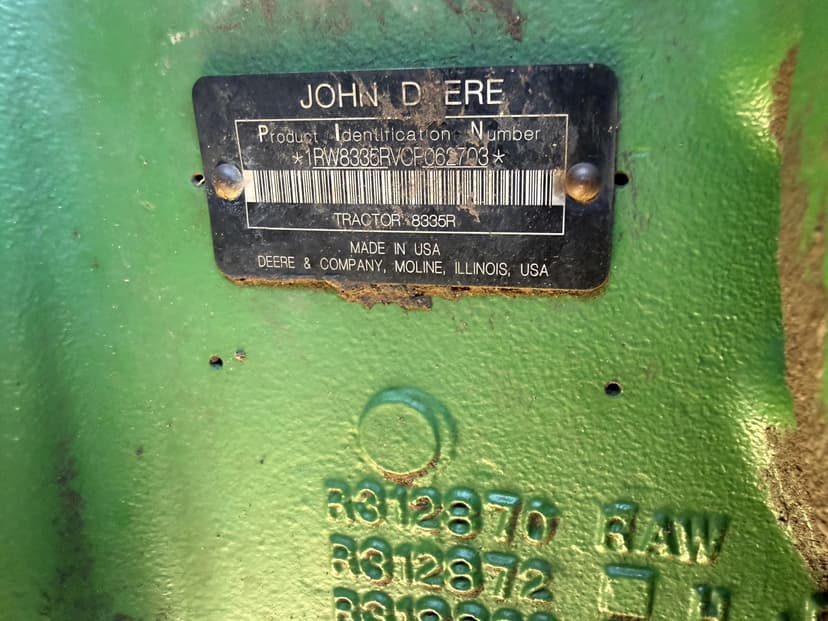 JOHN DEERE
Product Identification Number
*1RW8335RVCP062703*
TRACTOR 8335R
MADE IN USA
DEERE & COMPANY, MOLINE, ILLINOIS, USA
R312870 RAW
R312872